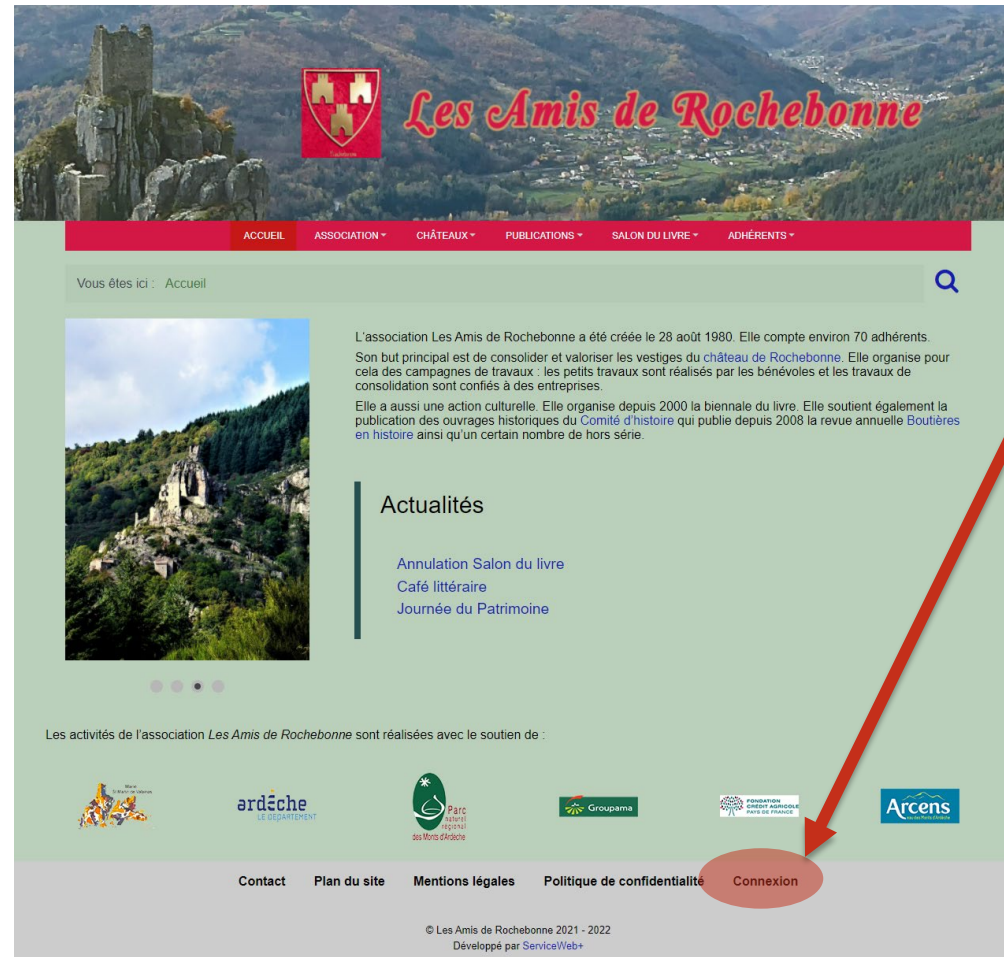 Les Amis de Rochebonne
Rochebonne
ACCUEIL ASSOCIATION CHÂTEAUX PUBLICATIONS SALON DU LIVRE ADHÉRENTS
Vous êtes ici : Accueil
L'association Les Amis de Rochebonne a été créée le 28 août 1980. Elle compte environ 70 adhérents.
Son but principal est de consolider et valoriser les vestiges du château de Rochebonne. Elle organise pour
cela des campagnes de travaux : les petits travaux sont réalisés par les bénévoles et les travaux de
consolidation sont confiés à des entreprises.
Elle a aussi une action culturelle. Elle organise depuis 2000 la biennale du livre. Elle soutient également la
publication des ouvrages historiques du Comité d'histoire qui publie depuis 2008 la revue annuelle Boutières
en histoire ainsi qu'un certain nombre de hors série.
Actualités
Annulation Salon du livre
Café littéraire
Journée du Patrimoine
Les activités de l'association Les Amis de Rochebonne sont réalisées avec le soutien de :
ardèche
LE DÉPARTEMENT
Parc
naturel
régional
des Monts d'Ardèche
Groupama
FONDATION
CRÉDIT AGRICOLE
PAYS DE FRANCE
Arcens
Contact Plan du site Mentions légales Politique de confidentialité Connexion
© Les Amis de Rochebonne 2021 - 2022
Développé par ServiceWeb+